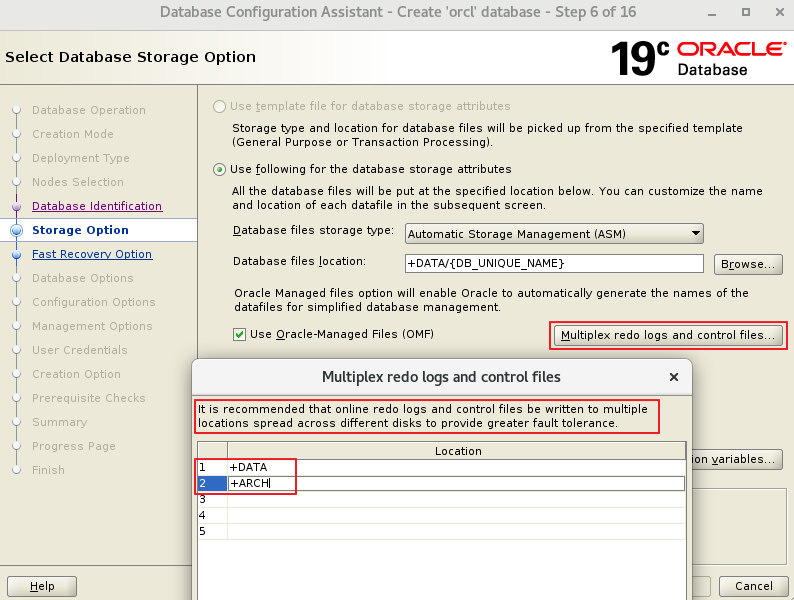 Database Configuration Assistant - Create 'orcl' database - Step 6 of 16
Select Database Storage Option
19c ORACLE
Database
Database Operation
Creation Mode
Deployment Type
Nodes Selection
Database Identification
Storage Option
Fast Recovery Option
Database Options
Configuration Options
Management Options
User Credentials
Creation Option
Prerequisite Checks
Summary
Progress Page
Finish
Use template file for database storage attributes
Storage type and location for database files will be picked up from the specified template
(General Purpose or Transaction Processing).
Use following for the database storage attributes
All the database files will be put at the specified location below. You can customize the name
and location of each datafile in the subsequent screen.
Database files storage type: Automatic Storage Management (ASM)
Database files location: +DATA/{DB_UNIQUE_NAME} Browse...
Oracle Managed files option will enable Oracle to automatically generate the names of the
datafiles for simplified database management.
Use Oracle-Managed Files (OMF) Multiplex redo logs and control files...
Multiplex redo logs and control files
It is recommended that online redo logs and control files be written to multiple
locations spread across different disks to provide greater fault tolerance.
Location
1 +DATA
2 +ARCH
3
4
5
variables...
Help Cancel